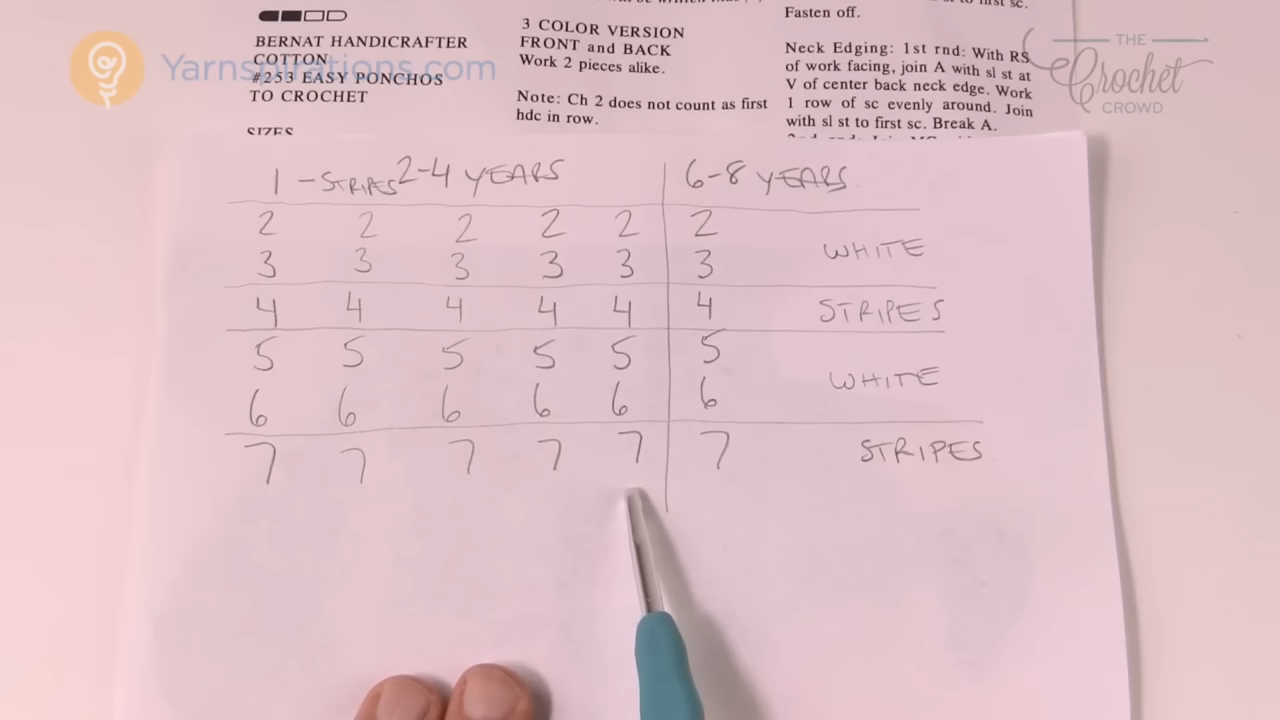 BERNAT HANDICRAFTER
COTTON
#253 EASY PONCHOS
TO CROCHET
SIZES
Yarnspirations.com
3 COLOR VERSION
FRONT and BACK
Work 2 pieces alike.
Note: Ch 2 does not count as first
hdc in row.
Fasten off.
Neck Edging: 1st rnd: With RS
of work facing, join A with sl st at
V of center back neck edge. Work
1 row of sc evenly around. Join
with sl st to first sc. Break A.
THE
Crochet
CROWD
1 - STRIPES 2-4 YEARS 6-8 YEARS
2 2 2 2 2 2
3 3 3 3 3 3 WHITE
4 4 4 4 4 4 STRIPES
5 5 5 5 5 5
6 6 6 6 6 6 WHITE
7 7 7 7 7 7 STRIPES